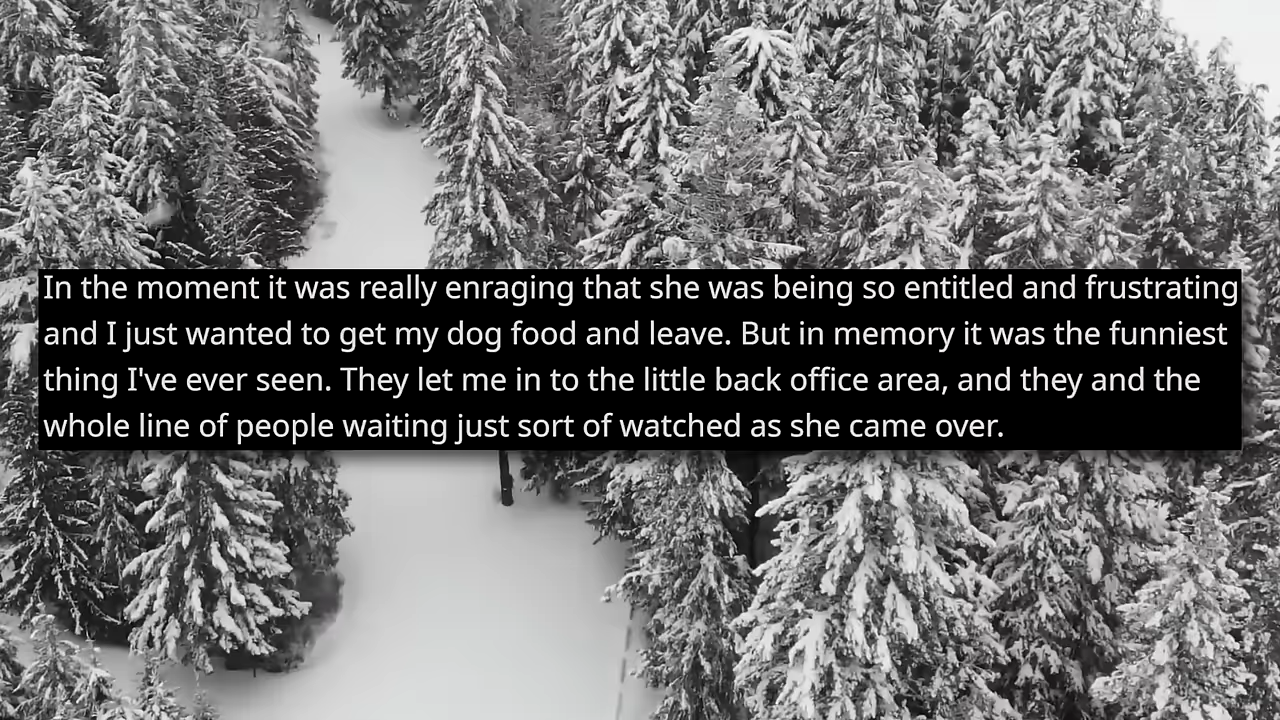 In the moment it was really enraging that she was being so entitled and frustrating
and I just wanted to get my dog food and leave. But in memory it was the funniest
thing I've ever seen. They let me in to the little back office area, and they and the
whole line of people waiting just sort of watched as she came over.